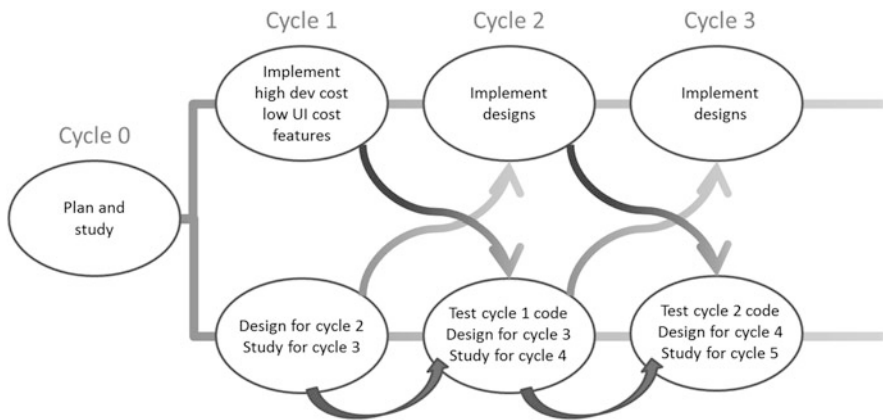 Cycle 1
Cycle 2
Cycle 3
Implement
high dev cost
low UI cost
features
Implement
designs
Implement
designs
Cycle 0
Plan and
study
Design for cycle 2
Study for cycle 3
Test cycle 1 code
Design for cycle 3
Study for cycle 4
Test cycle 2 code
Design for cycle 4
Study for cycle 5